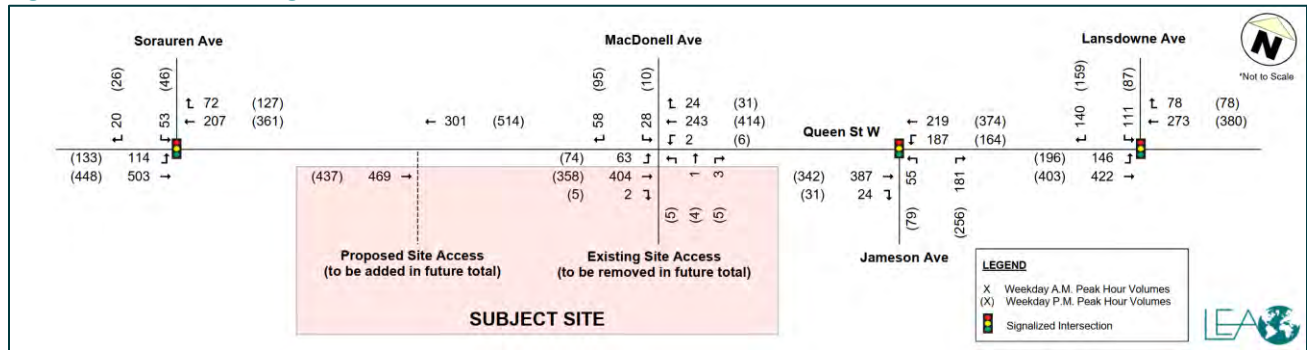 Sorauren Ave
MacDonell Ave
Lansdowne Ave
N
*Not to Scale
20 (26)
53 (46)
72 (127)
207 (361)
(133) 114
(448) 503
301 (514)
(437) 469
58 (95)
28 (10)
24 (31)
243 (414)
2 (6)
(74) 63
(358) 404
(5) 2
(5)
1 (4)
3 (5)
Queen St W
219 (374)
187 (164)
(342) 387
(31) 24
55 (79)
181 (256)
140 (159)
111 (87)
78 (78)
273 (380)
(196) 146
(403) 422
Proposed Site Access
(to be added in future total)
Existing Site Access
(to be removed in future total)
Jameson Ave
SUBJECT SITE
LEGEND
X Weekday A.M. Peak Hour Volumes
(X) Weekday P.M. Peak Hour Volumes
Signalized Intersection
LEA